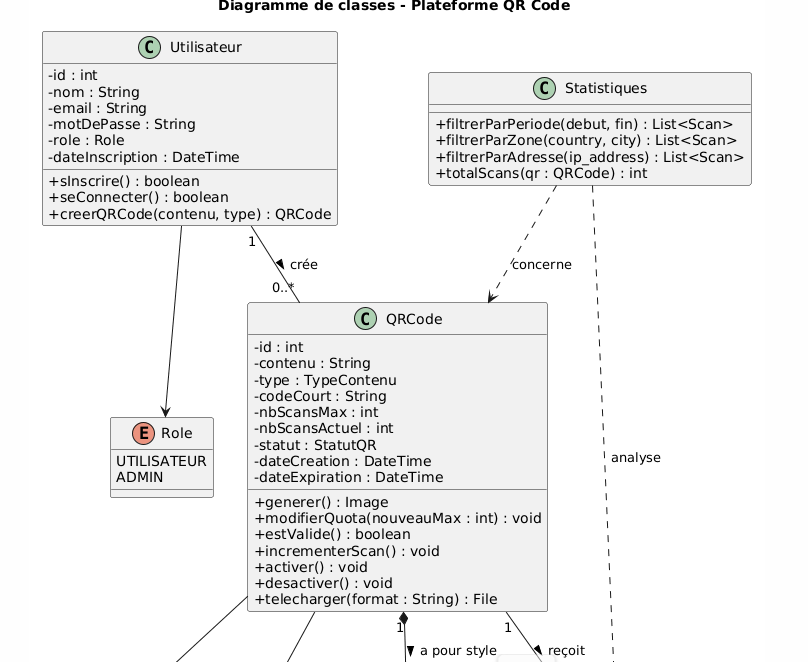 Diagramme de classes - Plateforme QR Code
C Utilisateur
-id : int
-nom : String
-email : String
-motDePasse : String
-role : Role
-dateInscription : DateTime
+sInscrire() : boolean
+seConnecter() : boolean
+creerQRCode(contenu, type) : QRCode
C Statistiques
+filtrerParPeriode(debut, fin) : List<Scan>
+filtrerParZone(country, city) : List<Scan>
+filtrerParAdresse(ip_address) : List<Scan>
+totalScans(qr : QRCode) : int
1
crée
0..*
concerne
C QRCode
-id : int
-contenu : String
-type : TypeContenu
-codeCourt : String
-nbScansMax : int
-nbScansActuel : int
-statut : StatutQR
-dateCreation : DateTime
-dateExpiration : DateTime
+generer() : Image
+modifierQuota(nouveauMax : int) : void
+estValide() : boolean
+incrementerScan() : void
+activer() : void
+desactiver() : void
+telecharger(format : String) : File
E Role
UTILISATEUR
ADMIN
analyse
1
a pour style
1
reçoit